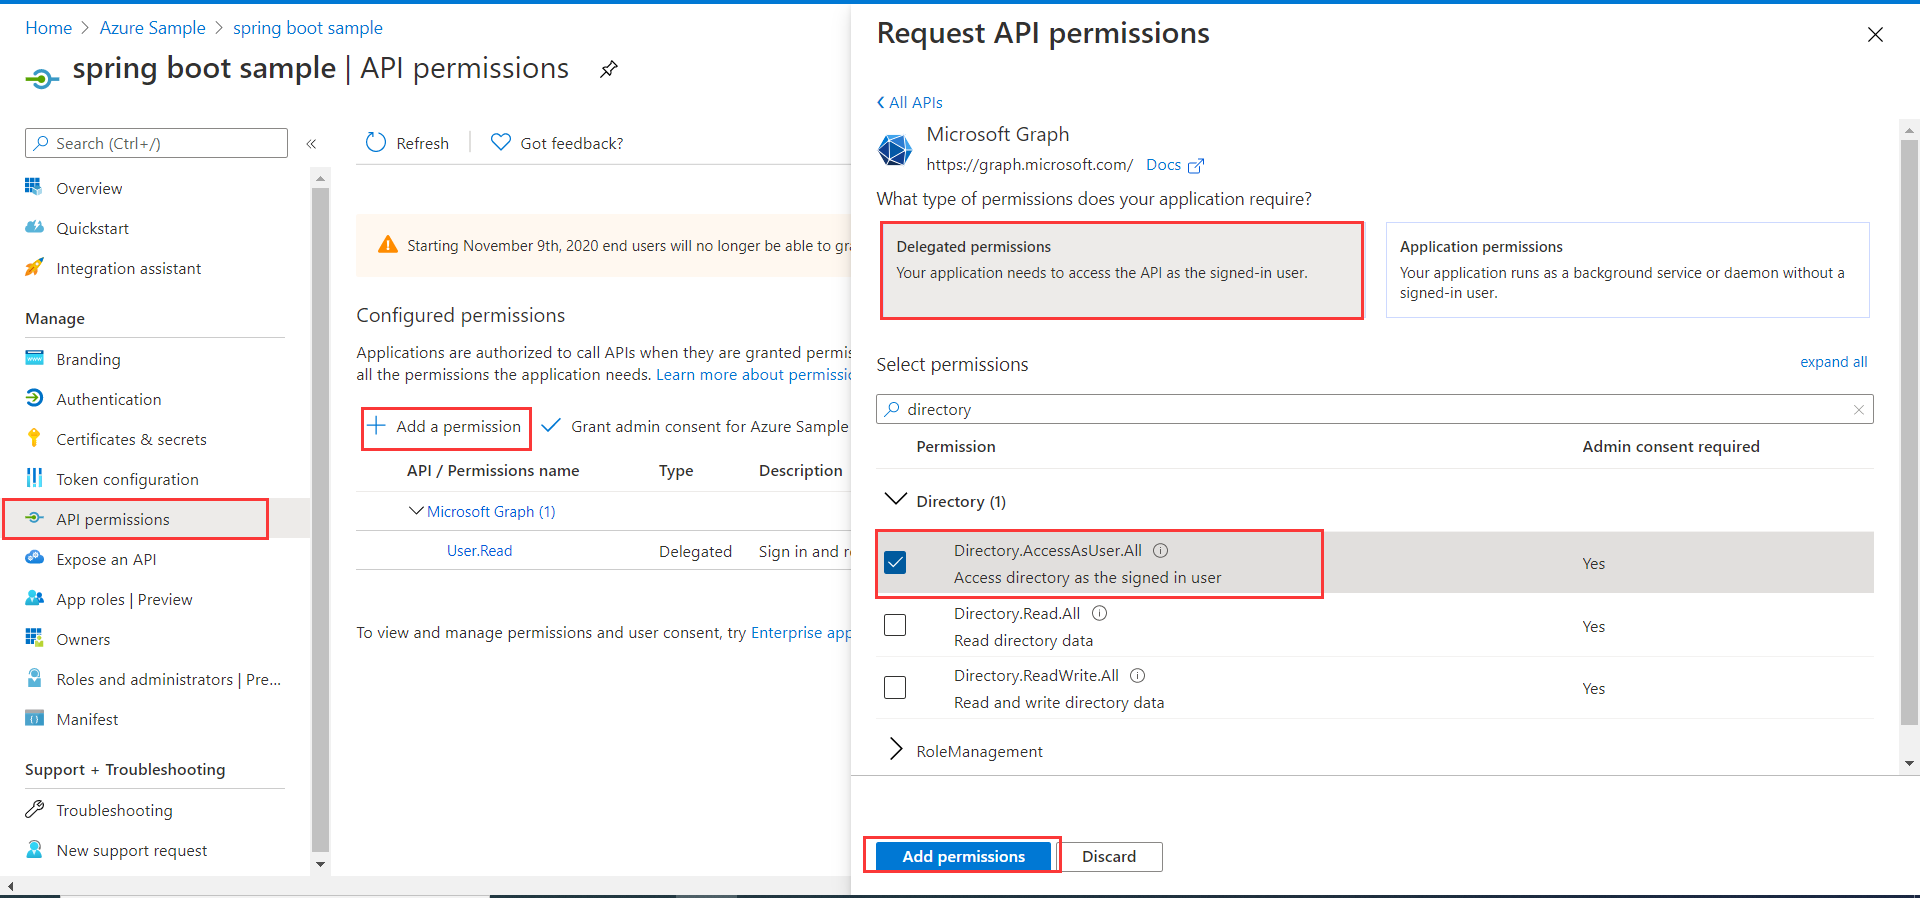 Home > Azure Sample > spring boot sample
spring boot sample | API permissions
Search (Ctrl+/)
«
Overview
Quickstart
Integration assistant
Manage
Branding
Authentication
Certificates & secrets
Token configuration
API permissions
Expose an API
App roles | Preview
Owners
Roles and administrators | Pre...
Manifest
Support + Troubleshooting
Troubleshooting
New support request
Refresh
Got feedback?
Starting November 9th, 2020 end users will no longer be able to gra
Configured permissions
Applications are authorized to call APIs when they are granted permis
all the permissions the application needs. Learn more about permissic
Add a permission
Grant admin consent for Azure Sample
API / Permissions name Type Description
Microsoft Graph (1)
User.Read Delegated Sign in and re
To view and manage permissions and user consent, try Enterprise app
Request API permissions
All APIs
Microsoft Graph
https://graph.microsoft.com/ Docs
What type of permissions does your application require?
Delegated permissions
Your application needs to access the API as the signed-in user.
Application permissions
Your application runs as a background service or daemon without a
signed-in user.
Select permissions
expand all
directory
Permission Admin consent required
Directory (1)
Directory.AccessAsUser.All
Access directory as the signed in user
Yes
Directory.Read.All
Read directory data
Yes
Directory.ReadWrite.All
Read and write directory data
Yes
RoleManagement
Add permissions
Discard